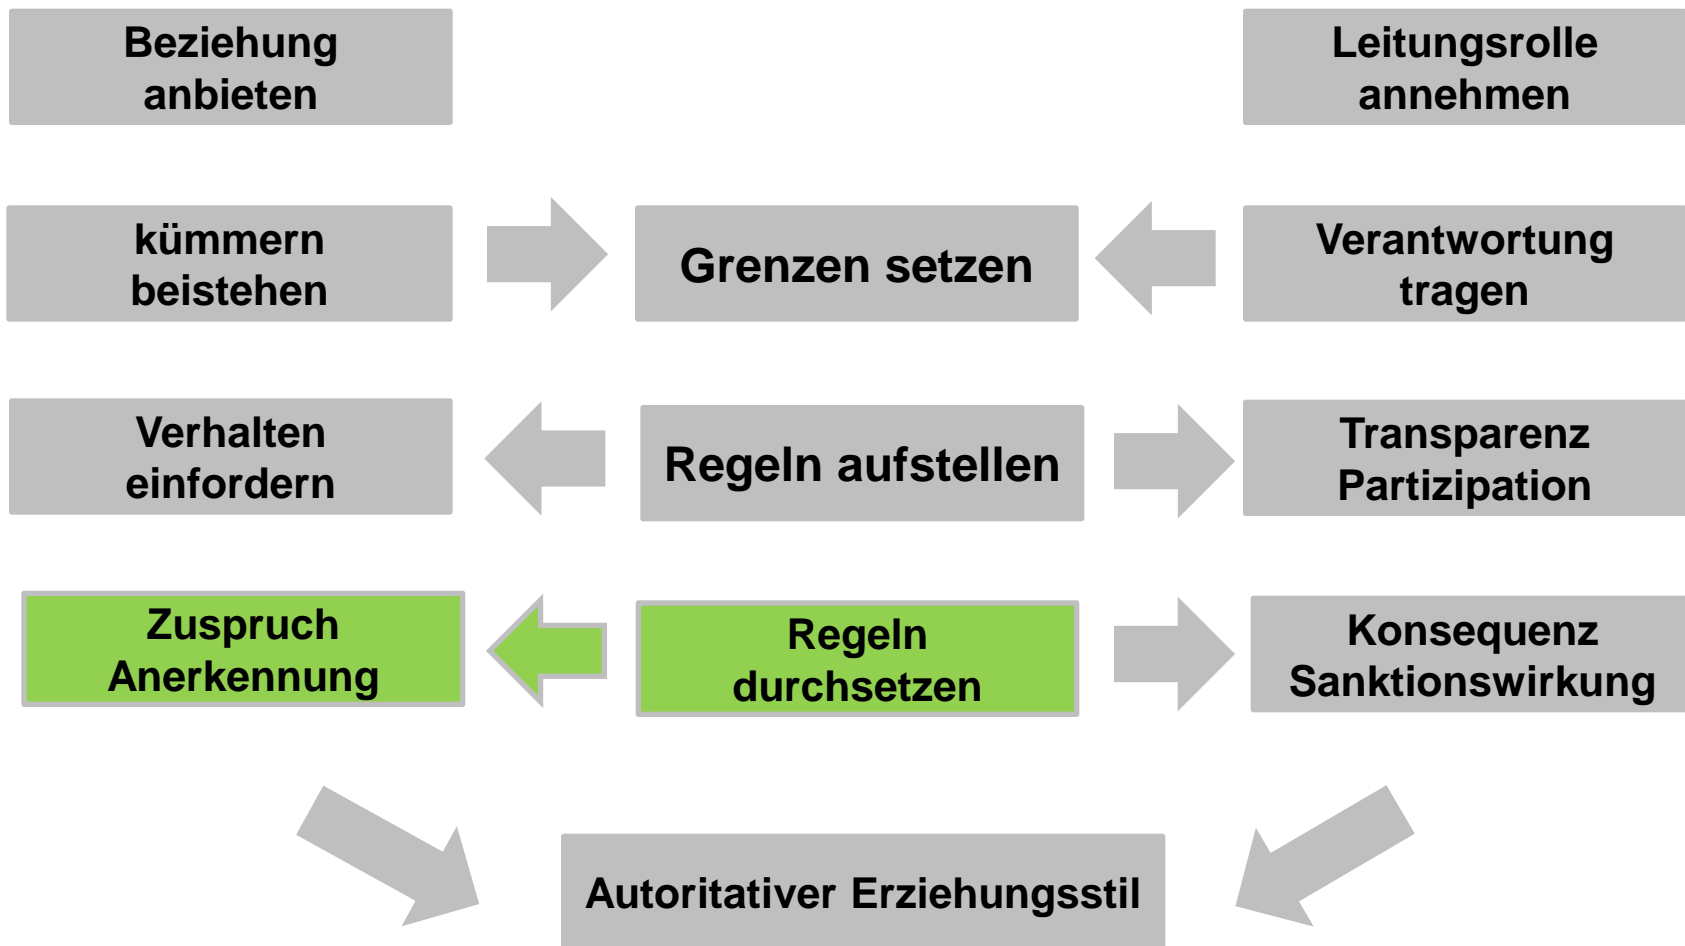 Beziehung
anbieten
Leitungsrolle
annehmen
kümmern
beistehen
Grenzen setzen
Verantwortung
tragen
Verhalten
einfordern
Regeln aufstellen
Transparenz
Partizipation
Zuspruch
Anerkennung
Regeln
durchsetzen
Konsequenz
Sanktionswirkung
Autoritativer Erziehungsstil